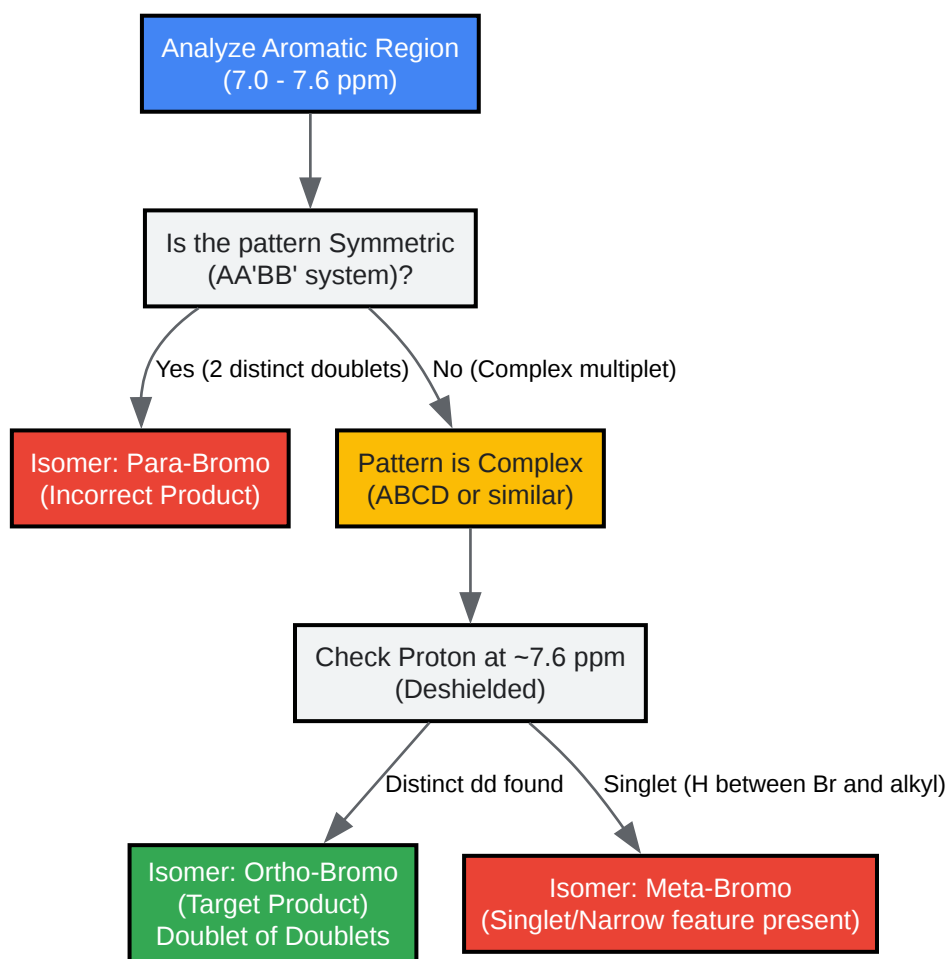 Analyze Aromatic Region
(7.0 - 7.6 ppm)
Is the pattern Symmetric
(AA'BB' system)?
Yes (2 distinct doublets)
No (Complex multiplet)
Isomer: Para-Bromo
(Incorrect Product)
Pattern is Complex
(ABCD or similar)
Check Proton at ~7.6 ppm
(Deshielded)
Distinct dd found
Singlet (H between Br and alkyl)
Isomer: Ortho-Bromo
(Target Product)
Doublet of Doublets
Isomer: Meta-Bromo
(Singlet/Narrow feature present)